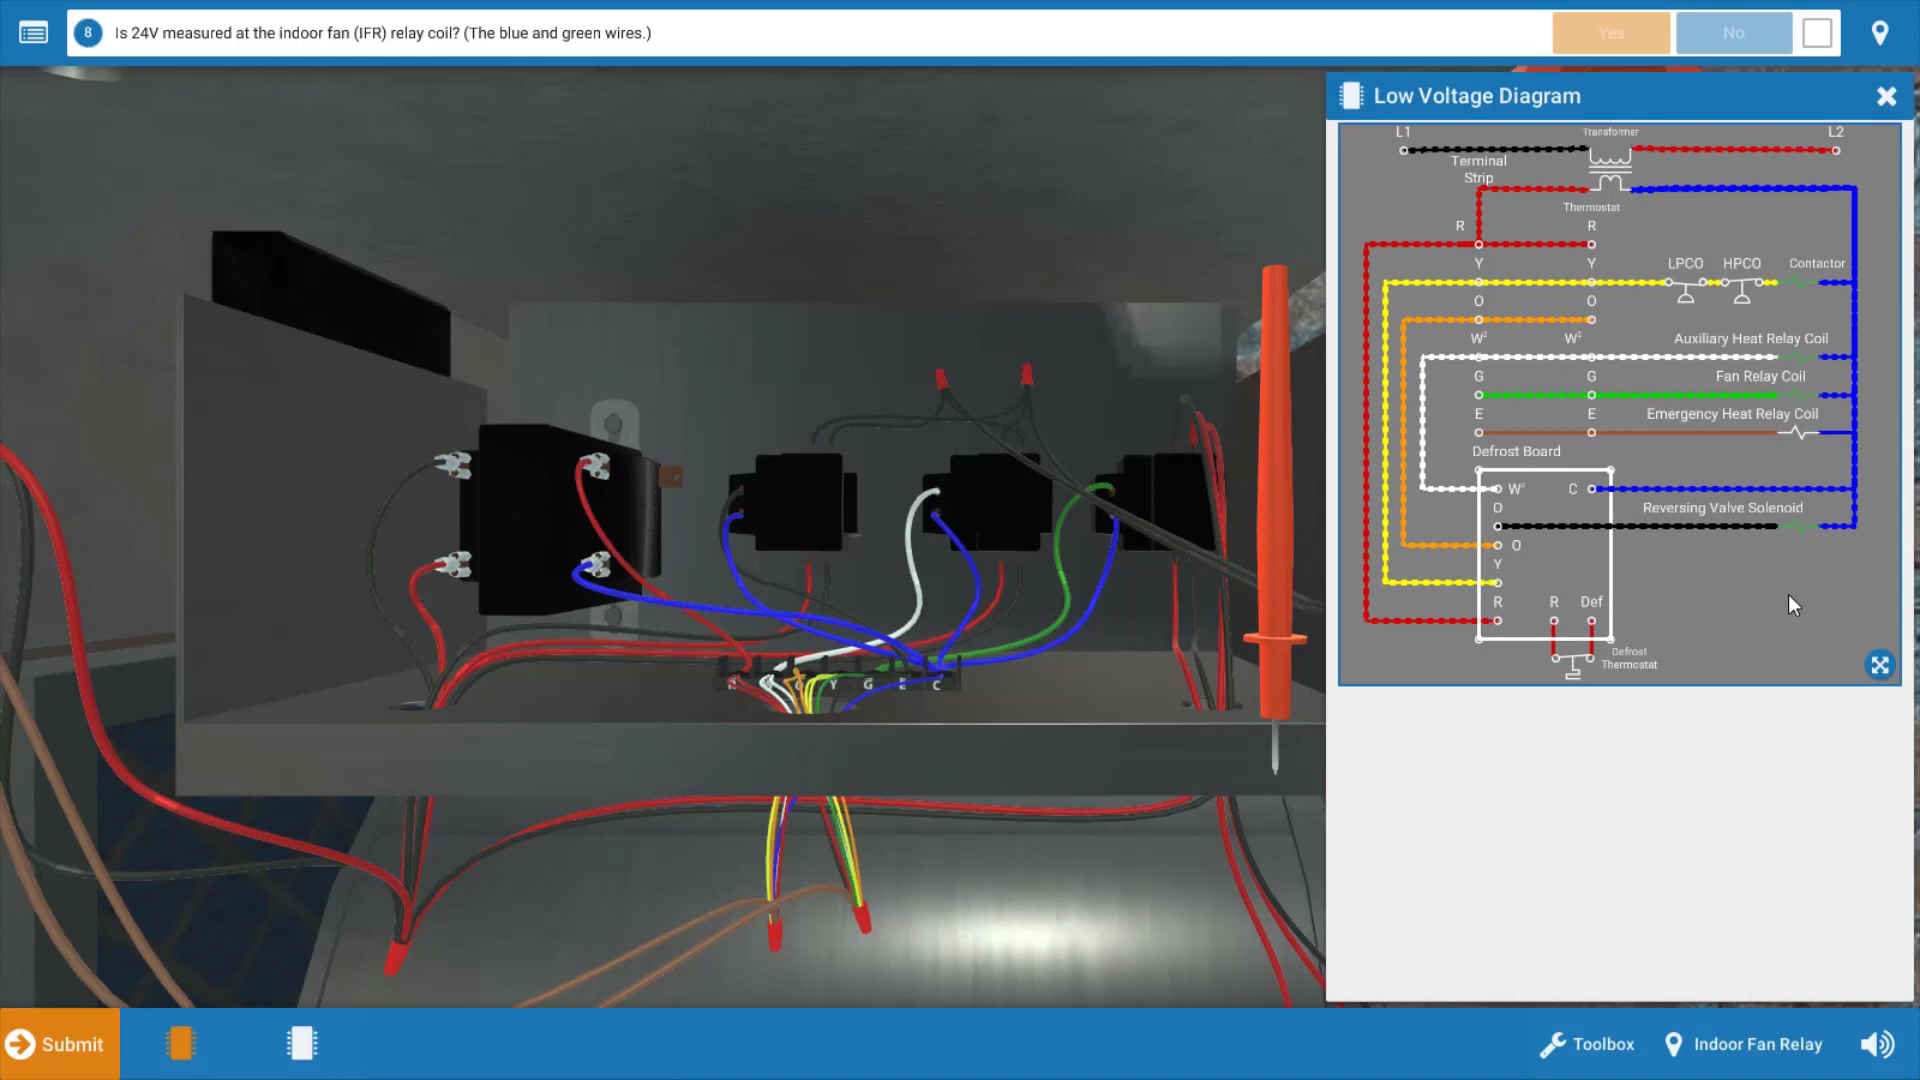 8
Is 24V measured at the indoor fan (IFR) relay coil? (The blue and green wires.)
Yes
No
Low Voltage Diagram
L1
Transformer
L2
Terminal
Strip
Thermostat
R
R
Y
Y
LPCO
HPCO
Contactor
O
O
W²
Auxiliary Heat Relay Coil
G
G
Fan Relay Coil
E
E
Emergency Heat Relay Coil
Defrost Board
W²
C
O
Reversing Valve Solenoid
O
Y
R
R
Def
Defrost
Thermostat
Y
G
E
C
Submit
Toolbox
Indoor Fan Relay